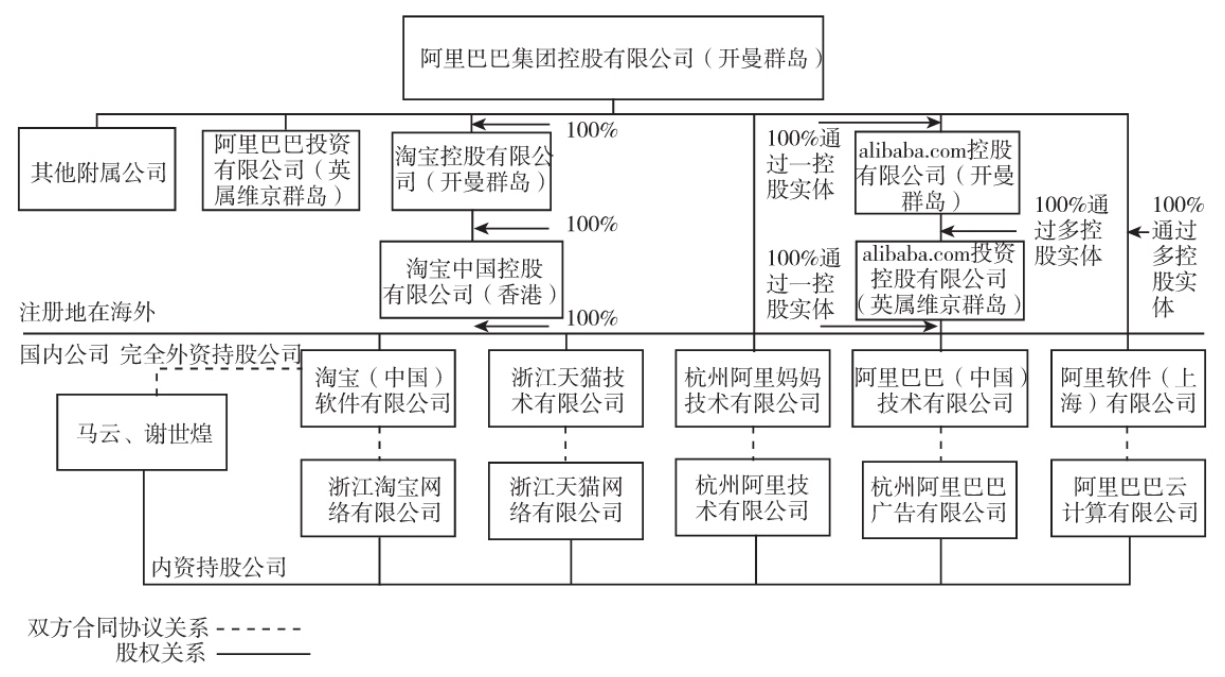 阿里巴巴集团控股有限公司（开曼群岛）
其他附属公司
阿里巴巴投资
有限公司（英
属维京群岛）
淘宝控股有限公
司（开曼群岛）
100%
100%通
过一控
股实体
alibaba.com控股
有限公司（开曼
群岛）
100%
淘宝中国控股
有限公司（香港）
100%通
过一控
股实体
alibaba.com投资
控股有限公司
（英属维京群岛）
100%通
过多控
股实体
100%
通过
多控
股实
体
注册地在海外
100%
国内公司 完全外资持股公司
马云、谢世煌
淘宝（中国）
软件有限公司
浙江天猫技
术有限公司
杭州阿里妈妈
技术有限公司
阿里巴巴（中国）
技术有限公司
阿里软件（上
海）有限公司
浙江淘宝网
络有限公司
浙江天猫网
络有限公司
杭州阿里技
术有限公司
杭州阿里巴巴
广告有限公司
阿里巴巴云
计算有限公司
内资持股公司
双方合同协议关系
股权关系